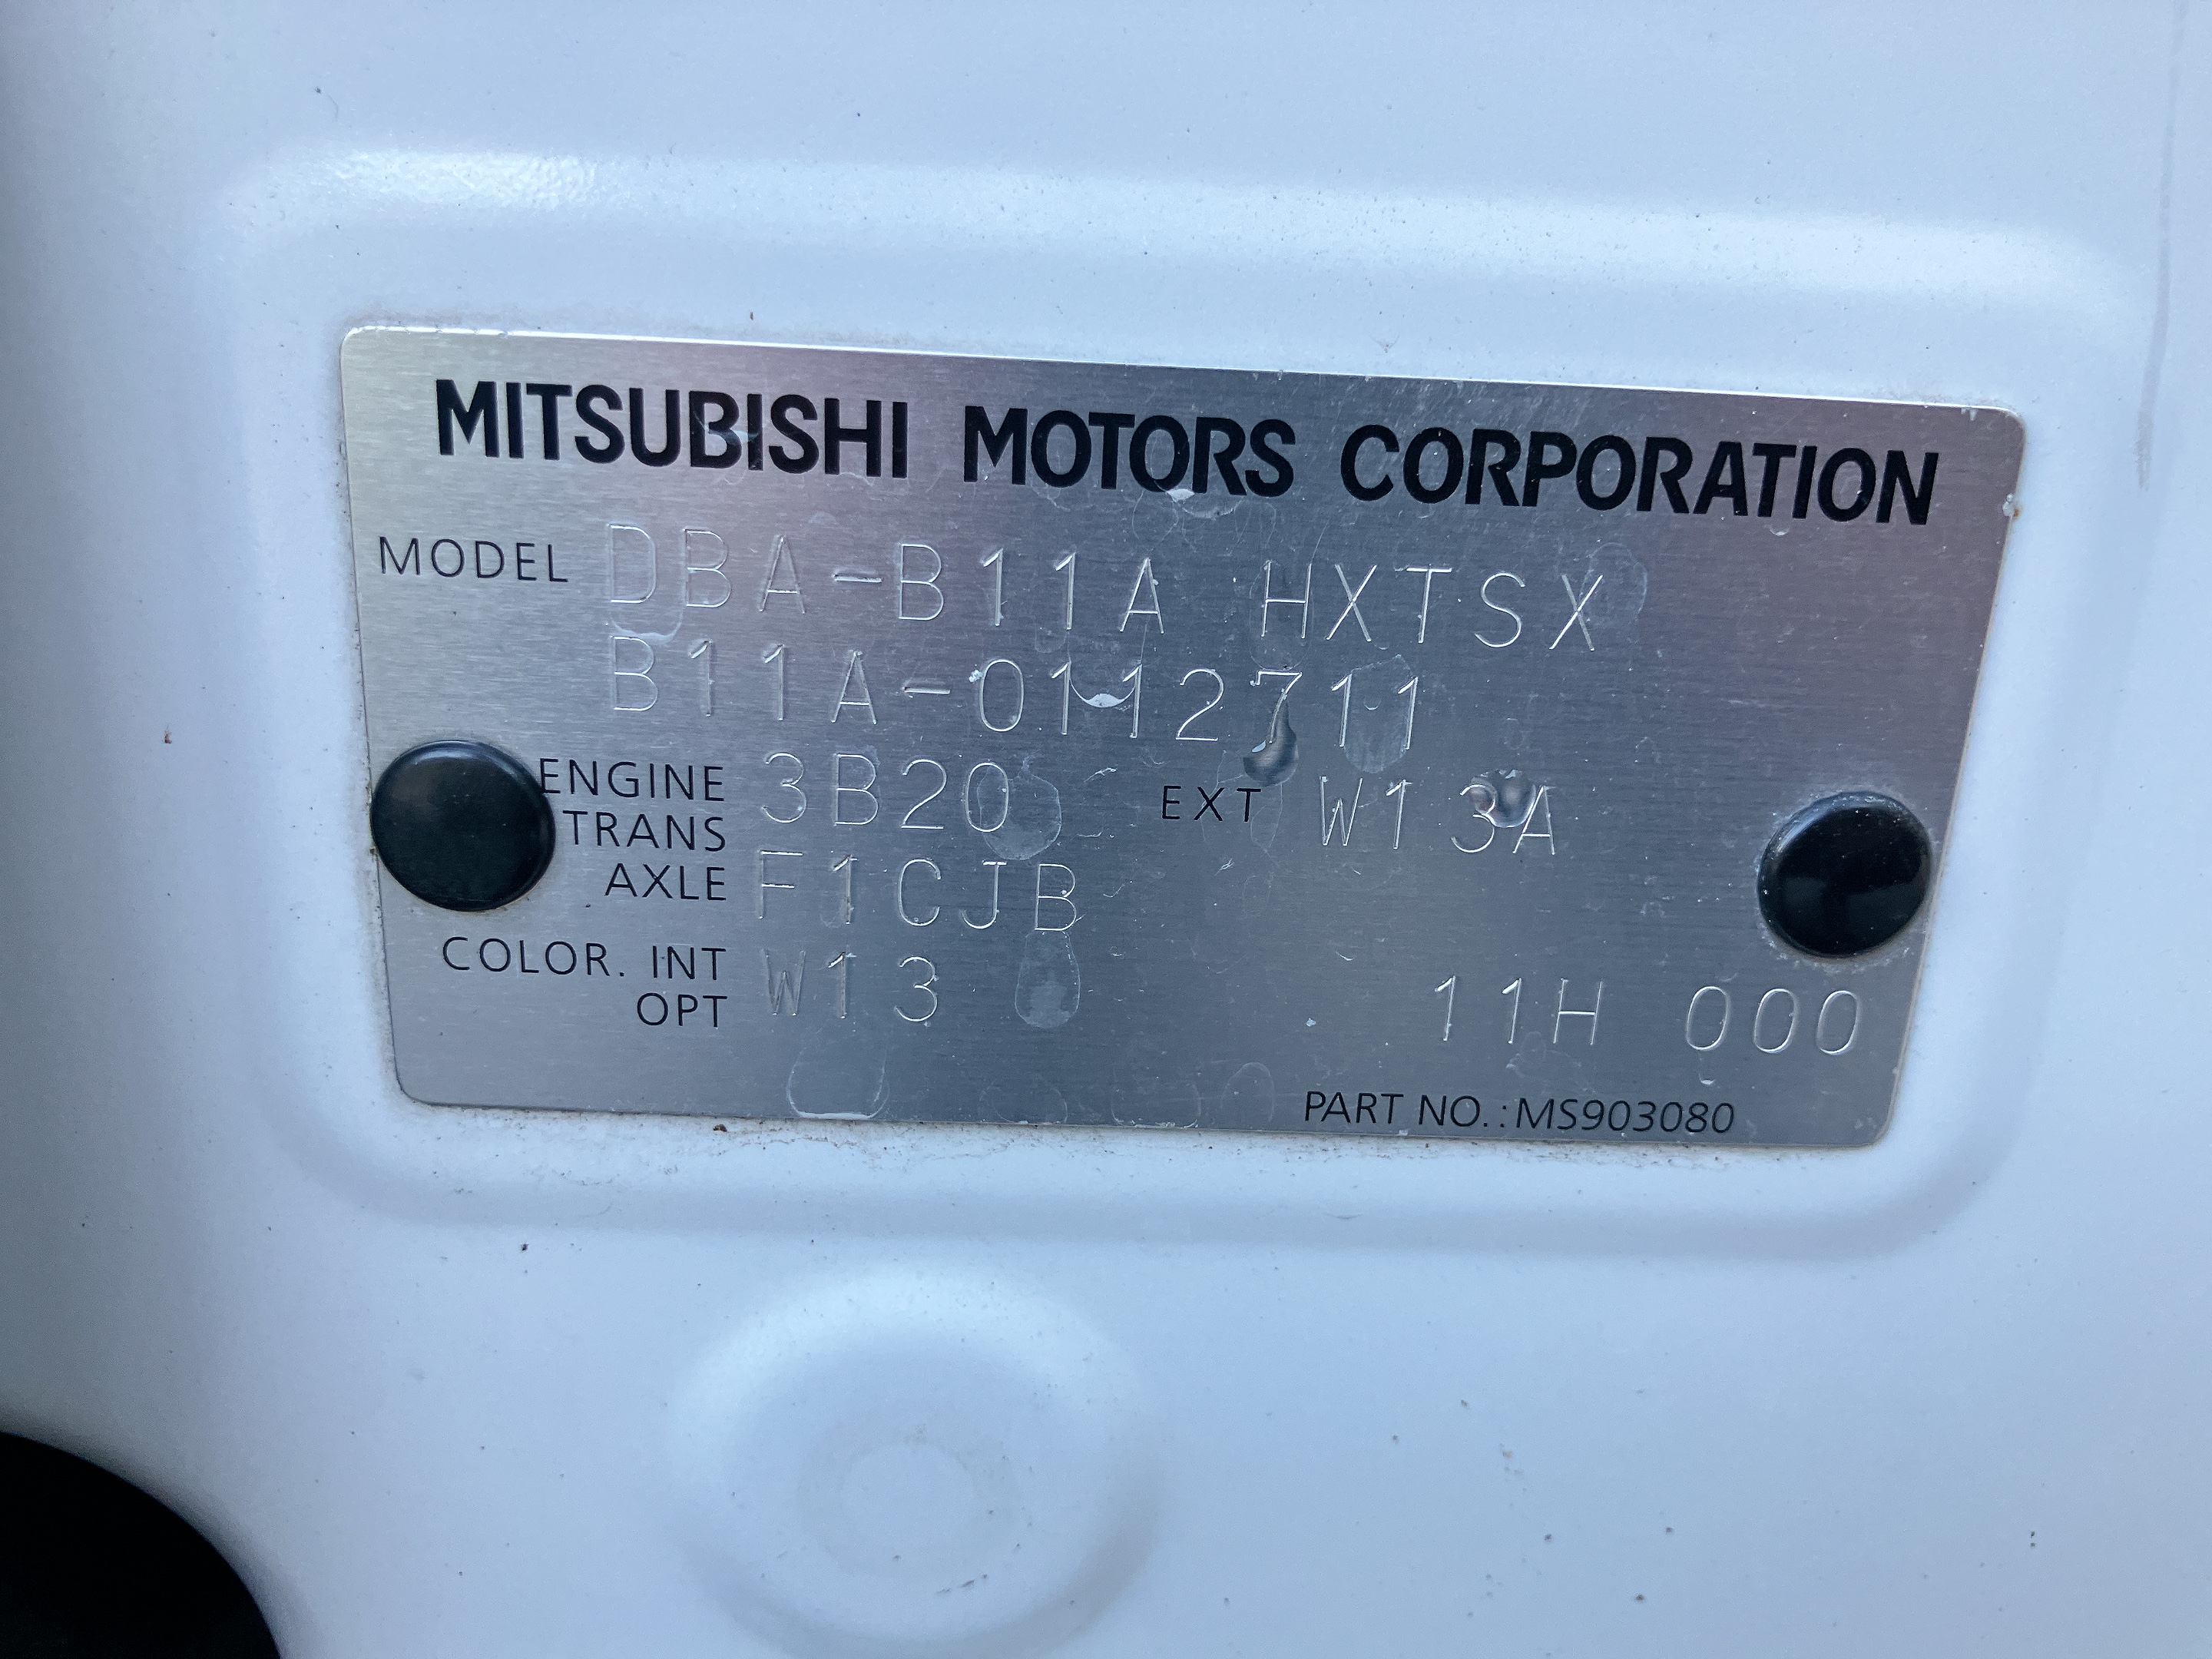 MITSUBISHI MOTORS CORPORATION
MODEL DBA-B11A HXTSX
B11A-0112711
ENGINE 3B20 EXT W13A
TRANS
AXLE F1CJB
COLOR. INT W13
OPT 11H 000
PART NO.:MS903080